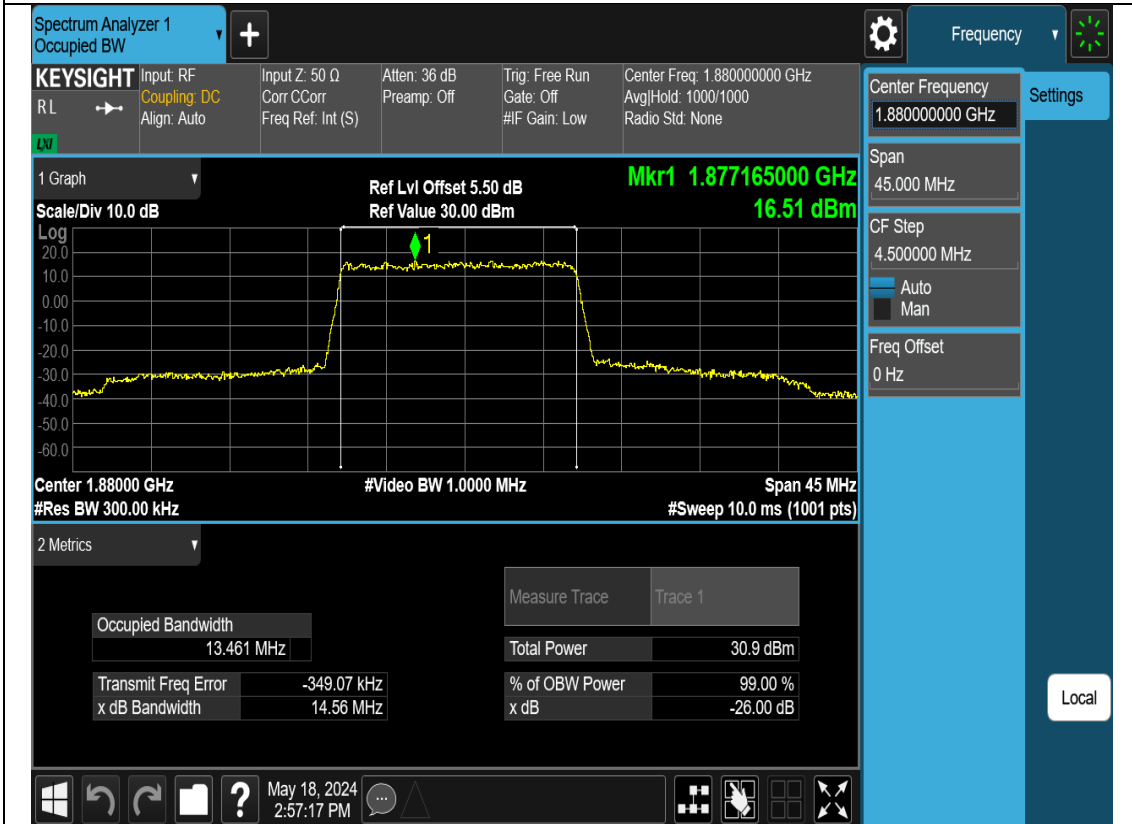 Spectrum Analyzer 1
Occupied BW
+
Frequency
KEYSIGHT
RL
LXI
Input: RF
Coupling: DC
Align: Auto
Input Z: 50 Ω
Corr CCorr
Freq Ref: Int (S)
Atten: 36 dB
Preamp: Off
Trig: Free Run
Gate: Off
#IF Gain: Low
Center Freq: 1.880000000 GHz
Avg|Hold: 1000/1000
Radio Std: None
Center Frequency
1.880000000 GHz
Settings
Span
45.000 MHz
CF Step
4.500000 MHz
Auto
Man
Freq Offset
0 Hz
Local
1 Graph
Scale/Div 10.0 dB
Ref Lvl Offset 5.50 dB
Ref Value 30.00 dBm
Mkr1 1.877165000 GHz
16.51 dBm
Log
1
20.0
10.0
0.00
-10.0
-20.0
-30.0
-40.0
-50.0
-60.0
Center 1.88000 GHz
#Video BW 1.0000 MHz
Span 45 MHz
#Res BW 300.00 kHz
#Sweep 10.0 ms (1001 pts)
2 Metrics
Measure Trace Trace 1
Occupied Bandwidth
13.461 MHz
Total Power 30.9 dBm
Transmit Freq Error -349.07 kHz
% of OBW Power 99.00 %
x dB Bandwidth 14.56 MHz
x dB -26.00 dB
?
May 18, 2024
2:57:17 PM